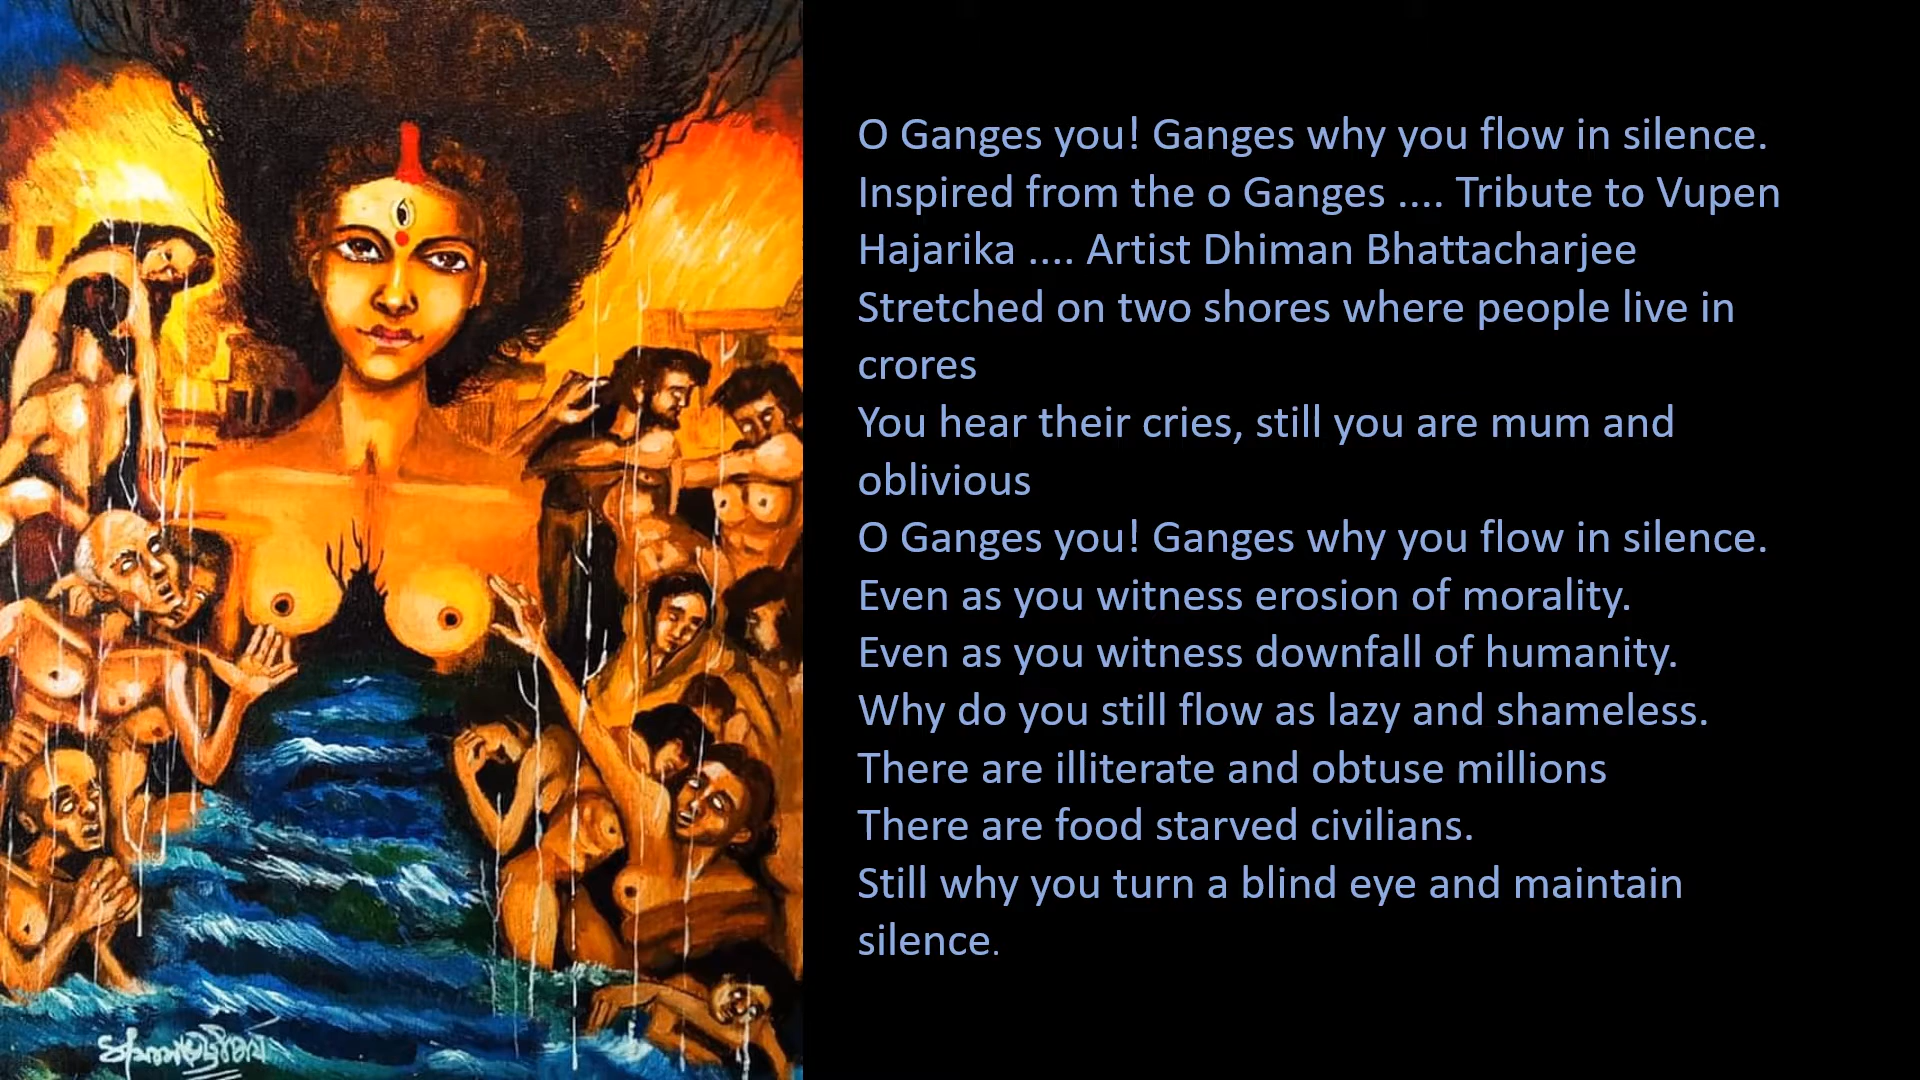 O Ganges you! Ganges why you flow in silence.
Inspired from the o Ganges .... Tribute to Vupen
Hajarika .... Artist Dhiman Bhattacharjee
Stretched on two shores where people live in
crores
You hear their cries, still you are mum and
oblivious
O Ganges you! Ganges why you flow in silence.
Even as you witness erosion of morality.
Even as you witness downfall of humanity.
Why do you still flow as lazy and shameless.
There are illiterate and obtuse millions
There are food starved civilians.
Still why you turn a blind eye and maintain
silence.